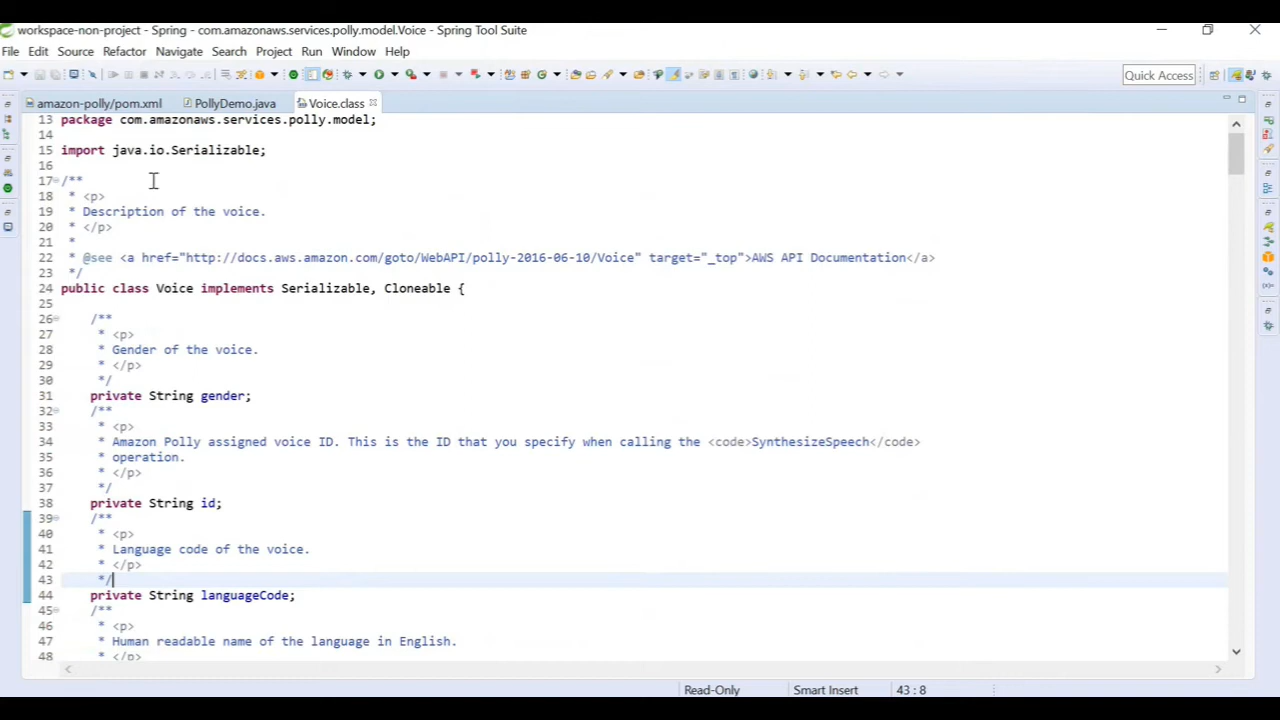 workspace-non-project - Spring - com.amazonaws.services.polly.model.Voice - Spring Tool Suite
File Edit Source Refactor Navigate Search Project Run Window Help
Quick Access
amazon-polly/pom.xml PollyDemo.java Voice.class
13 package com.amazonaws.services.polly.model;
14
15 import java.io.Serializable;
16
17 /**
18 * <p>
19 * Description of the voice.
20 * </p>
21 *
22 * @see <a href="http://docs.aws.amazon.com/goto/WebAPI/polly-2016-06-10/Voice" target="_top">AWS API Documentation</a>
23 */
24 public class Voice implements Serializable, Cloneable {
25
26 /**
27 * <p>
28 * Gender of the voice.
29 * </p>
30 */
31 private String gender;
32 /**
33 * <p>
34 * Amazon Polly assigned voice ID. This is the ID that you specify when calling the <code>SynthesizeSpeech</code>
35 * operation.
36 * </p>
37 */
38 private String id;
39 /**
40 * <p>
41 * Language code of the voice.
42 * </p>
43 */
44 private String languageCode;
45 /**
46 * <p>
47 * Human readable name of the language in English.
48 * </p>
Read-Only Smart Insert 43 : 8